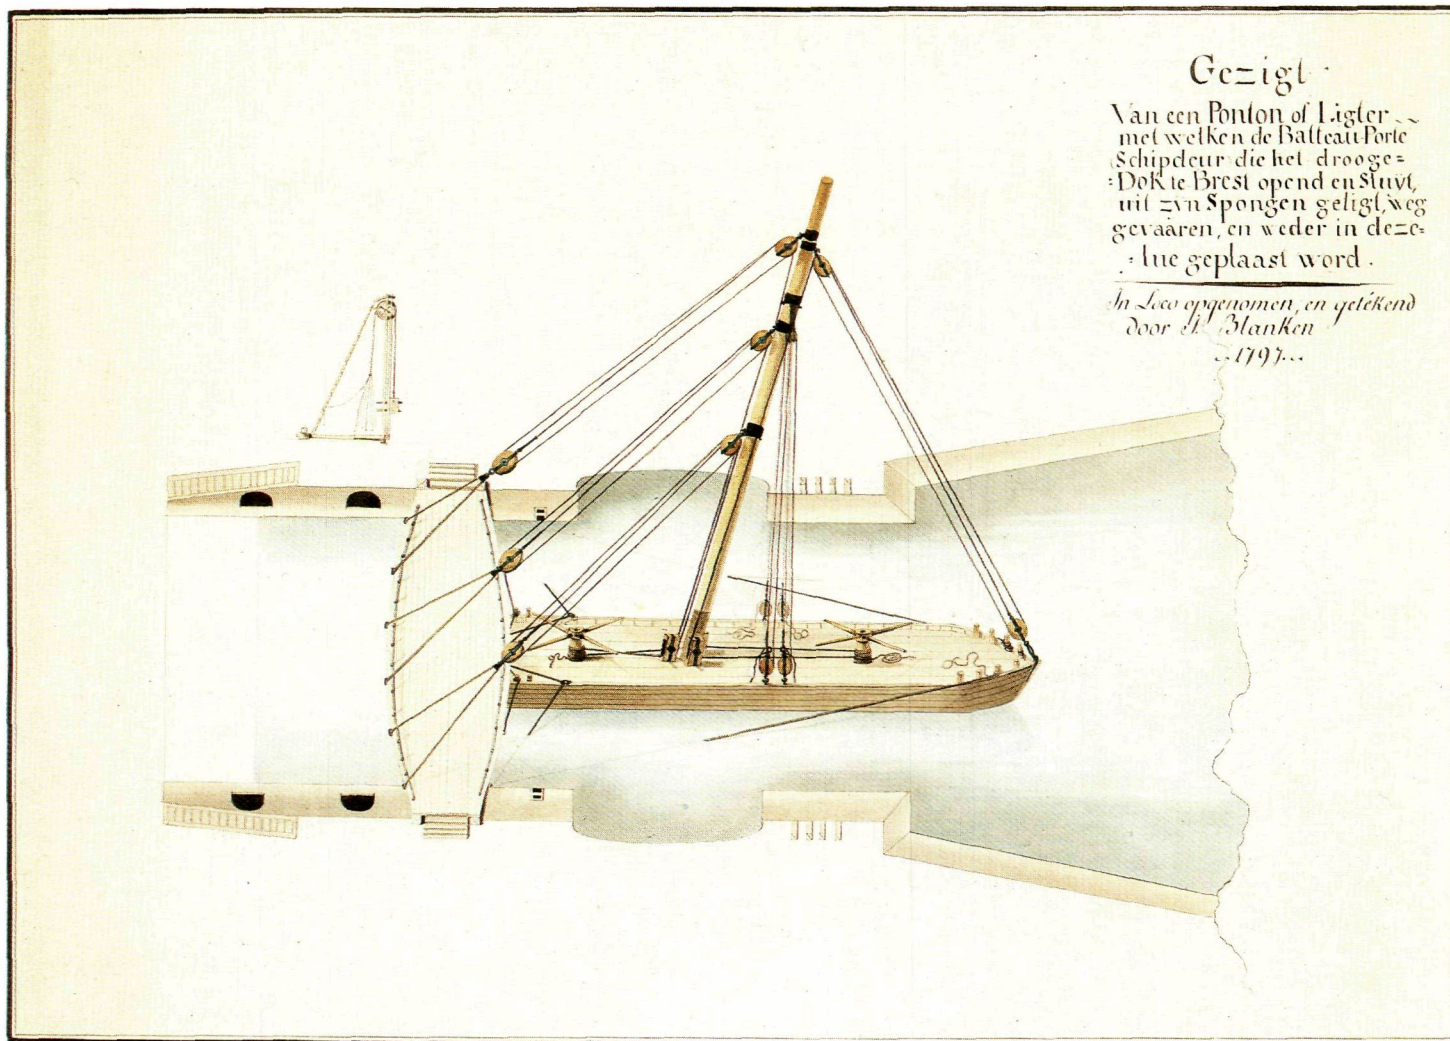 Gezigt
Van een Ponton of Ligter
met welken de Batteau-Porte
Schipdeur die het drooge=
=Dok te Brest opend en Sluÿt,
uit zyn Spongen geligt, weg
gevaaren, en weder in deze=
=lue geplaast word.
In Loco opgenomen, en getékend
door Blanken
1797